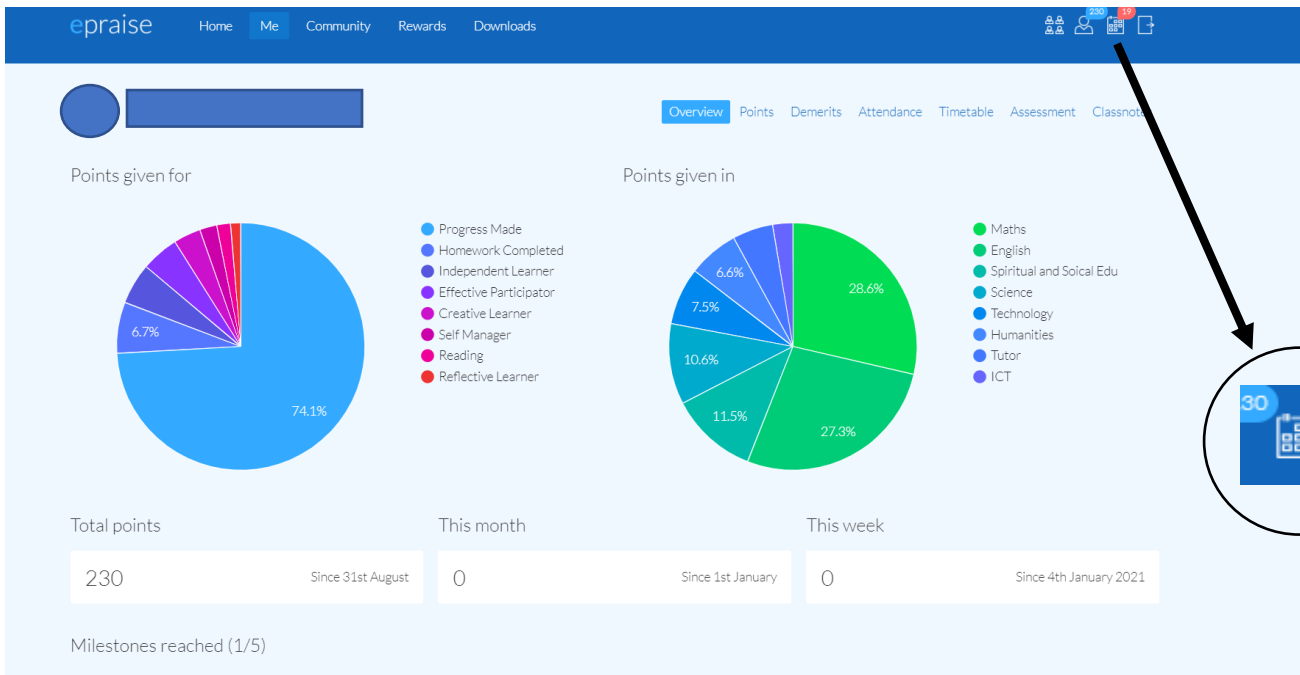 epraise Home Me Community Rewards Downloads 230 19
Overview Points Demerits Attendance Timetable Assessment Classnote
Points given for
6.7%
74.1%
Progress Made
Homework Completed
Independent Learner
Effective Participator
Creative Learner
Self Manager
Reading
Reflective Learner
Points given in
28.6%
27.3%
11.5%
10.6%
7.5%
6.6%
Maths
English
Spiritual and Soical Edu
Science
Technology
Humanities
Tutor
ICT
30
Total points
230 Since 31st August
This month
0 Since 1st January
This week
0 Since 4th January 2021
Milestones reached (1/5)